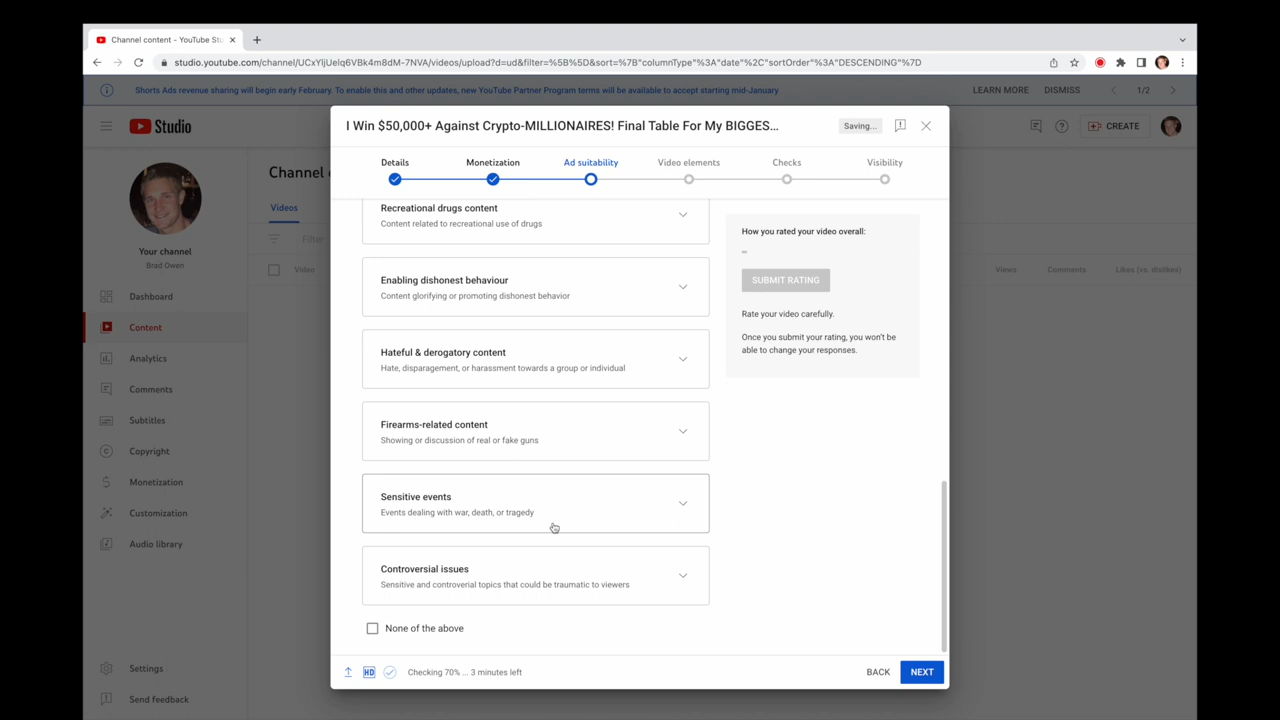 Channel content - YouTube Stu
studio.youtube.com/channel/UCxYljUelq6VBk4m8dM-7NVA/videos/upload?d=ud&filter=%5B%5D&sort=%7B"columnType"%3A"date"%2C"sortOrder"%3A"DESCENDING"%7D
Shorts Ads revenue sharing will begin early February. To enable this and other updates, new YouTube Partner Program terms will be available to accept starting mid-January
LEARN MORE
DISMISS
1/2
Studio
CREATE
I Win $50,000+ Against Crypto-MILLIONAIRES! Final Table For My BIGGES...
Saving...
Details
Monetization
Ad suitability
Video elements
Checks
Visibility
Your channel
Brad Owen
Dashboard
Content
Analytics
Comments
Subtitles
Copyright
Monetization
Customization
Audio library
Settings
Send feedback
Channel
Videos
Filter
Video
Views
Comments
Likes (vs. dislikes)
Recreational drugs content
Content related to recreational use of drugs
Enabling dishonest behaviour
Content glorifying or promoting dishonest behavior
Hateful & derogatory content
Hate, disparagement, or harassment towards a group or individual
Firearms-related content
Showing or discussion of real or fake guns
Sensitive events
Events dealing with war, death, or tragedy
Controversial issues
Sensitive and controverial topics that could be traumatic to viewers
None of the above
How you rated your video overall:
–
SUBMIT RATING
Rate your video carefully.
Once you submit your rating, you won't be
able to change your responses.
HD
Checking 70% ... 3 minutes left
BACK
NEXT